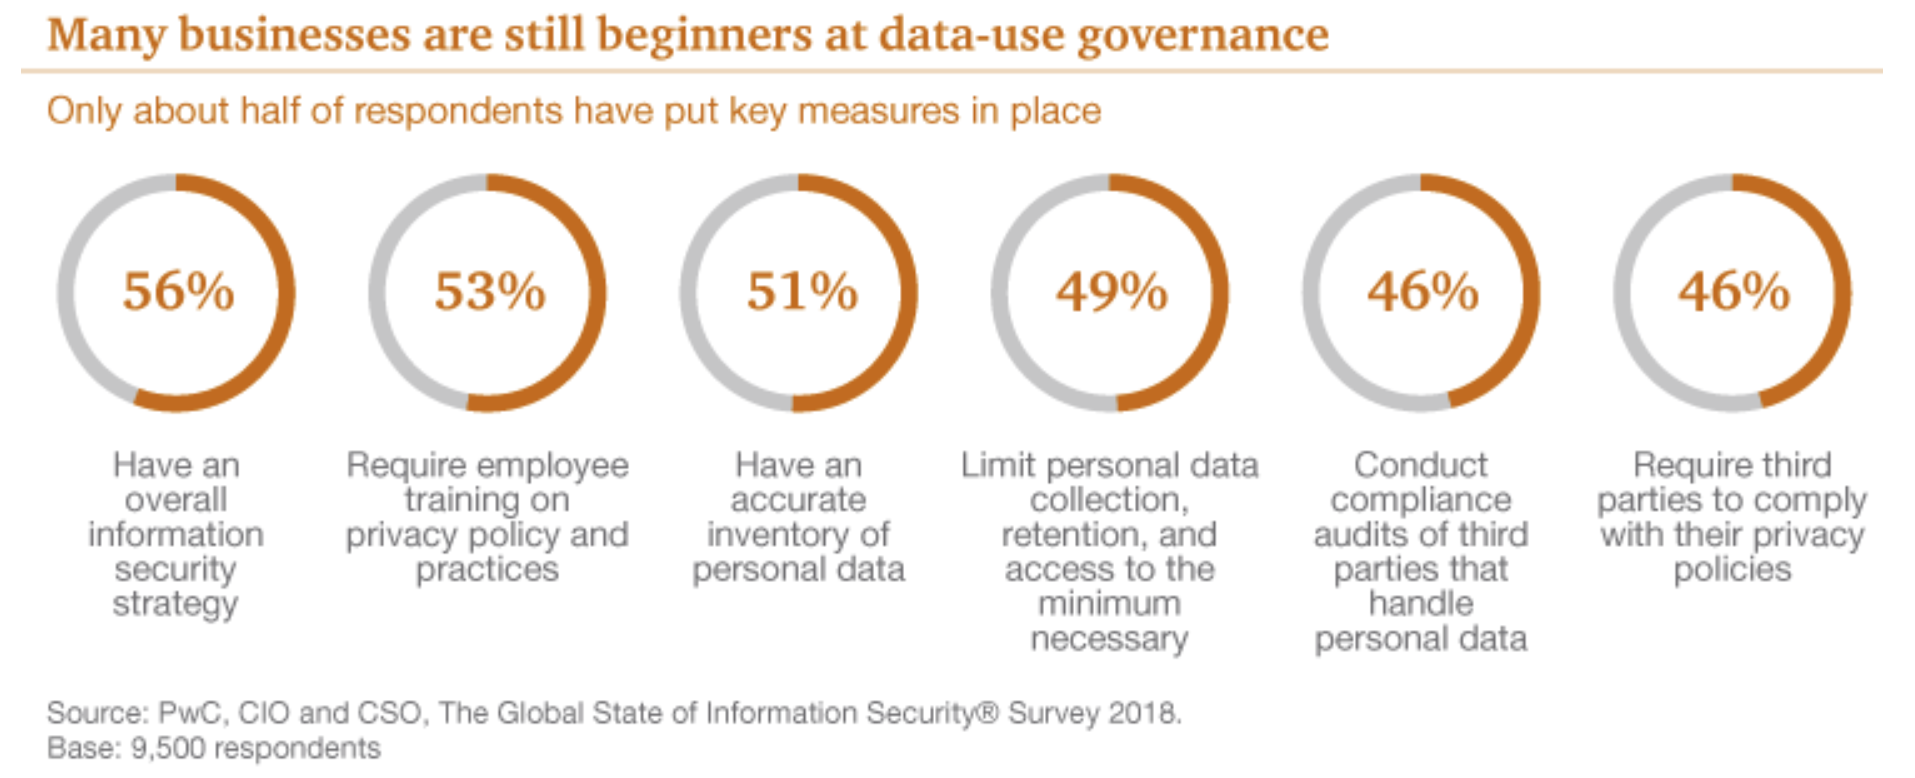 Many businesses are still beginners at data-use governance
Only about half of respondents have put key measures in place
56%
Have an
overall
information
security
strategy
53%
Require employee
training on
privacy policy and
practices
51%
Have an
accurate
inventory of
personal data
49%
Limit personal data
collection,
retention, and
access to the
minimum
necessary
46%
Conduct
compliance
audits of third
parties that
handle
personal data
46%
Require third
parties to comply
with their privacy
policies
Source: PwC, CIO and CSO, The Global State of Information Security® Survey 2018.
Base: 9,500 respondents